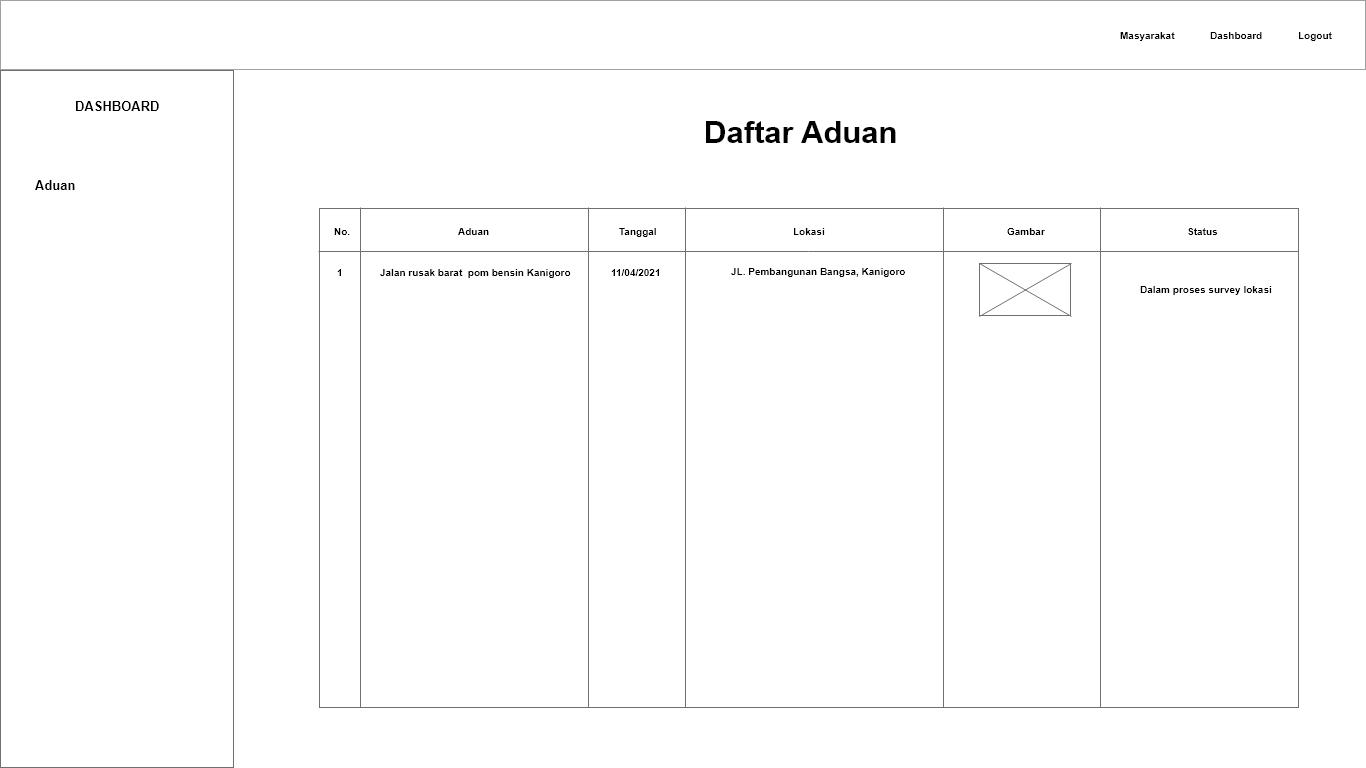 Masyarakat Dashboard Logout
DASHBOARD
Aduan
Daftar Aduan
No. Aduan Tanggal Lokasi Gambar Status
1 Jalan rusak barat  pom bensin Kanigoro 11/04/2021 JL. Pembangunan Bangsa, Kanigoro Dalam proses survey lokasi